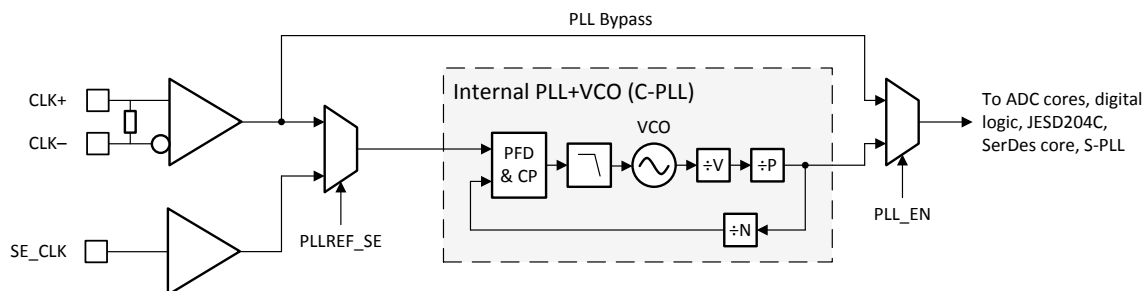 PLL Bypass
CLK+
CLK–
Internal PLL+VCO (C-PLL)
VCO
PFD
& CP
÷V
÷P
÷N
To ADC cores, digital
logic, JESD204C,
SerDes core, S-PLL
PLLREF_SE
PLL_EN
SE_CLK